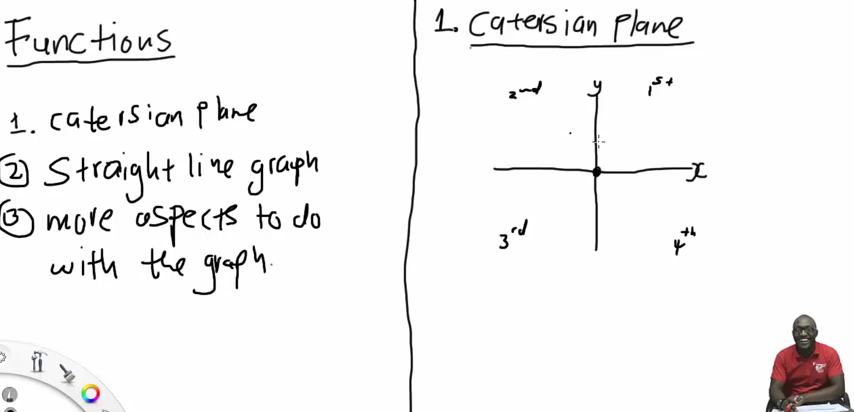 Functions
1. Catersian plane
2 Straight line graph
3 more aspects to do
with the graph.
1. Catersian plane
2nd y 1st
x
3rd 4th